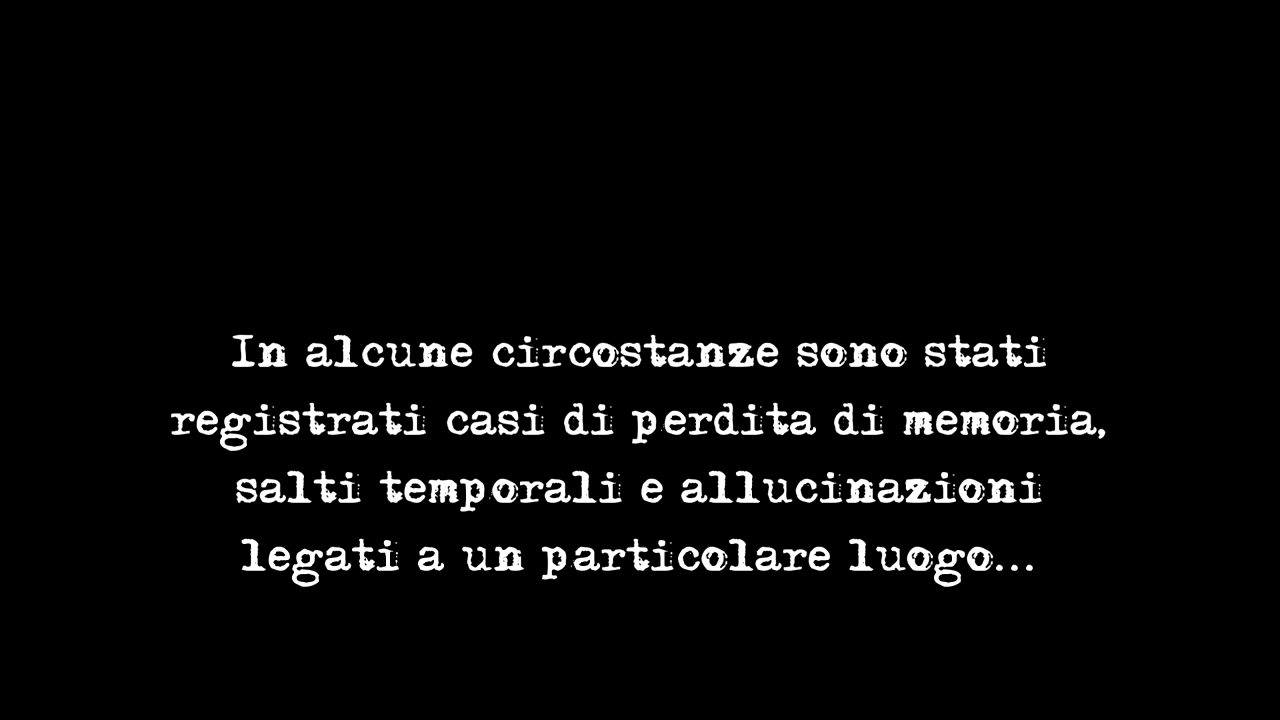 In alcune circostanze sono stati
registrati casi di perdita di memoria,
salti temporali e allucinazioni
legati a un particolare luogo...